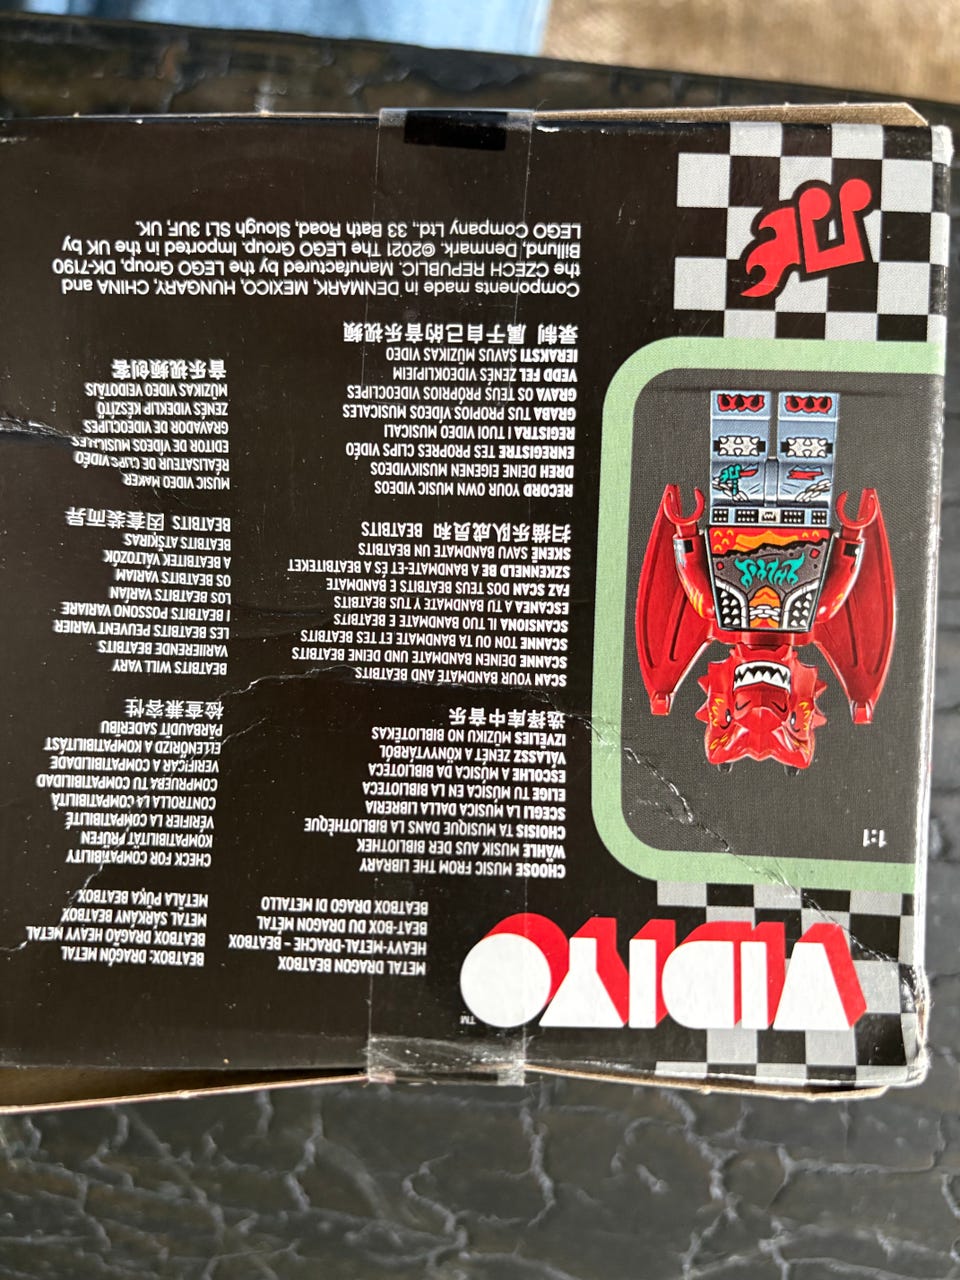 VIDIYO™
METAL DRAGON BEATBOX
HEAVY-METAL-DRACHE – BEATBOX
BEAT-BOX DU DRAGON MÉTAL
BEATBOX DRAGO DI METALLO
BEATBOX: DRAGÓN METAL
BEATBOX DRAGÃO HEAVY METAL
METAL SÁRKÁNY BEATBOX
METĀLA PŪĶA BEATBOX
1:1
CHOOSE MUSIC FROM THE LIBRARY
WÄHLE MUSIK AUS DER BIBLIOTHEK
CHOISIS TA MUSIQUE DANS LA BIBLIOTHÈQUE
SCEGLI LA MUSICA DALLA LIBRERIA
ELIGE TU MÚSICA EN LA BIBLIOTECA
ESCOLHE A MÚSICA DA BIBLIOTECA
VÁLASSZ ZENÉT A KÖNYVTÁRBÓL
IZVĒLIES MŪZIKU NO BIBLIOTĒKAS
选择库中音乐
CHECK FOR COMPATIBILITY
KOMPATIBILITÄT PRÜFEN
VÉRIFIER LA COMPATIBILITÉ
CONTROLLA LA COMPATIBILITÀ
COMPRUEBA TU COMPATIBILIDAD
VERIFICAR A COMPATIBILIDADE
ELLENŐRIZD A KOMPATIBILITÁST
PĀRBAUDIT SADERĪBU
检查兼容性
SCAN YOUR BANDMATE AND BEATBITS
SCANNE DEINEN BANDMATE UND DEINE BEATBITS
SCANNE TON OU TA BANDMATE ET TES BEATBITS
SCANSIONA IL TUO BANDMATE E BEATBITS
ESCANEA A TU BANDMATE Y TUS BEATBITS
FAZ SCAN DOS TEUS BEATBITS E BANDMATE
SZKENNELD BE A BANDMATE-ET ÉS A BEATBITEKET
SKENĒ SAVU BANDMATE UN BEATBITS
扫描乐队成员和 BEATBITS
BEATBITS WILL VARY
VARIIERENDE BEATBITS
LES BEATBITS PEUVENT VARIER
I BEATBITS POSSONO VARIARE
LOS BEATBITS VARÍAN
OS BEATBITS VARIAM
A BEATBITEK VÁLTOZÓK
BEATBITS ATŠĶIRAS
BEATBITS 因套装而异
RECORD YOUR OWN MUSIC VIDEOS
DREH DEINE EIGENEN MUSIKVIDEOS
ENREGISTRE TES PROPRES CLIPS VIDÉO
REGISTRA I TUOI VIDEO MUSICALI
GRABA TUS PROPIOS VÍDEOS MUSICALES
GRAVA OS TEUS PRÓPRIOS VIDEOCLIPES
VEDD FEL ZENÉS VIDEOKLIPJEIM
IERAKSTI SAVUS MŪZIKAS VIDEO
录制 属于自己的音乐视频
MUSIC VIDEO MAKER
RÉALISATEUR DE CLIPS VIDÉO
EDITOR DE VÍDEOS MUSICALES
GRAVADOR DE VIDEOCLIPES
ZENÉS VIDEKLIP KÉSZÍTŐ
MŪZIKAS VIDEO VEIDOTĀJS
音乐视频创客
Components made in DENMARK, MEXICO, HUNGARY, CHINA and
the CZECH REPUBLIC. Manufactured by the LEGO Group, DK-7190
Billund, Denmark. ©2021 The LEGO Group. Imported in the UK by
LEGO Company Ltd., 33 Bath Road, Slough SL1 3UF, UK.